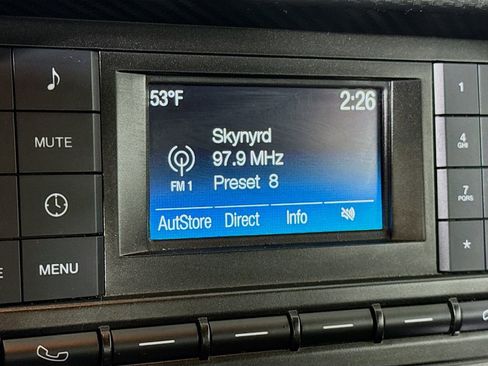 53°F
2:26
Skynyrd
97.9 MHz
FM 1
Preset 8
AutStore Direct Info
MUTE
MENU
1
4
GHI
7
PQRS
*